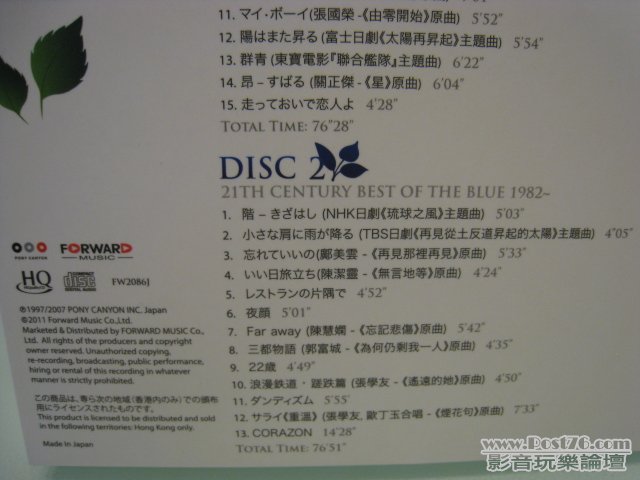 11. マイ・ボーイ(張國榮 -《由零開始》原曲) 5'52"
12. 陽はまた昇る(富士日劇《太陽再昇起》主題曲) 5'54"
13. 群青 (東寶電影『聯合艦隊』主題曲) 6'22"
14. 昴 – すばる (關正傑 -《星》原曲) 6'04"
15. 走っておいで恋人よ 4'28"
TOTAL TIME: 76"28"
DISC 2
21TH CENTURY BEST OF THE BLUE 1982~
1. 階 – きざはし (NHK日劇《琉球之風》主題曲) 5'03"
2. 小さな肩に雨が降る (TBS日劇《再見從土反道昇起的太陽》主題曲) 4"05"
3. 忘れていいの(鄭美雲 -《再見那裡再見》原曲) 5'33"
4. いい日旅立ち(陳潔靈 -《無言地等》原曲) 4'24"
5. レストランの片隅で 4'52"
6. 夜顔 5'01"
7. Far away (陳慧嫻 -《忘記悲傷》原曲) 5'42"
8. 三都物語 (郭富城 -《為何仍剩我一人》原曲) 4'35"
9. 22歳 4'49"
10. 浪漫鉄道・蹉跌篇 (張學友 -《遙遠的她》原曲) 4'50"
11. ダンディズム 5'55'
12. サライ《重溫》(張學友, 歐丁玉合唱 -《煙花句》原曲) 7'33"
13. CORAZON 14'28"
TOTAL TIME: 76'51"
PONY CANYON
FORWARD MUSIC
HQ
COMPACT disc DIGITAL AUDIO
FW2086J
℗1997/2007 PONY CANYON INC. Japan
©2011 Forward Music Co.,Ltd.
Marketed & Distributed by FORWARD MUSIC Co.,
Ltd. All rights of the producers and copyright
owner reserved. Unauthorized copying,
re-recording, broadcasting, public performance,
hiring or rental of this recording in whatever
manner is strictly prohibited.
この商品は、専ら次の地域(香港内のみ)での頒布
用にライセンスされたものです。
This product is licensed to be distributed and sold
in the following territories: Hong Kong only.
Made in Japan
www.Post76.com
影音玩樂論壇